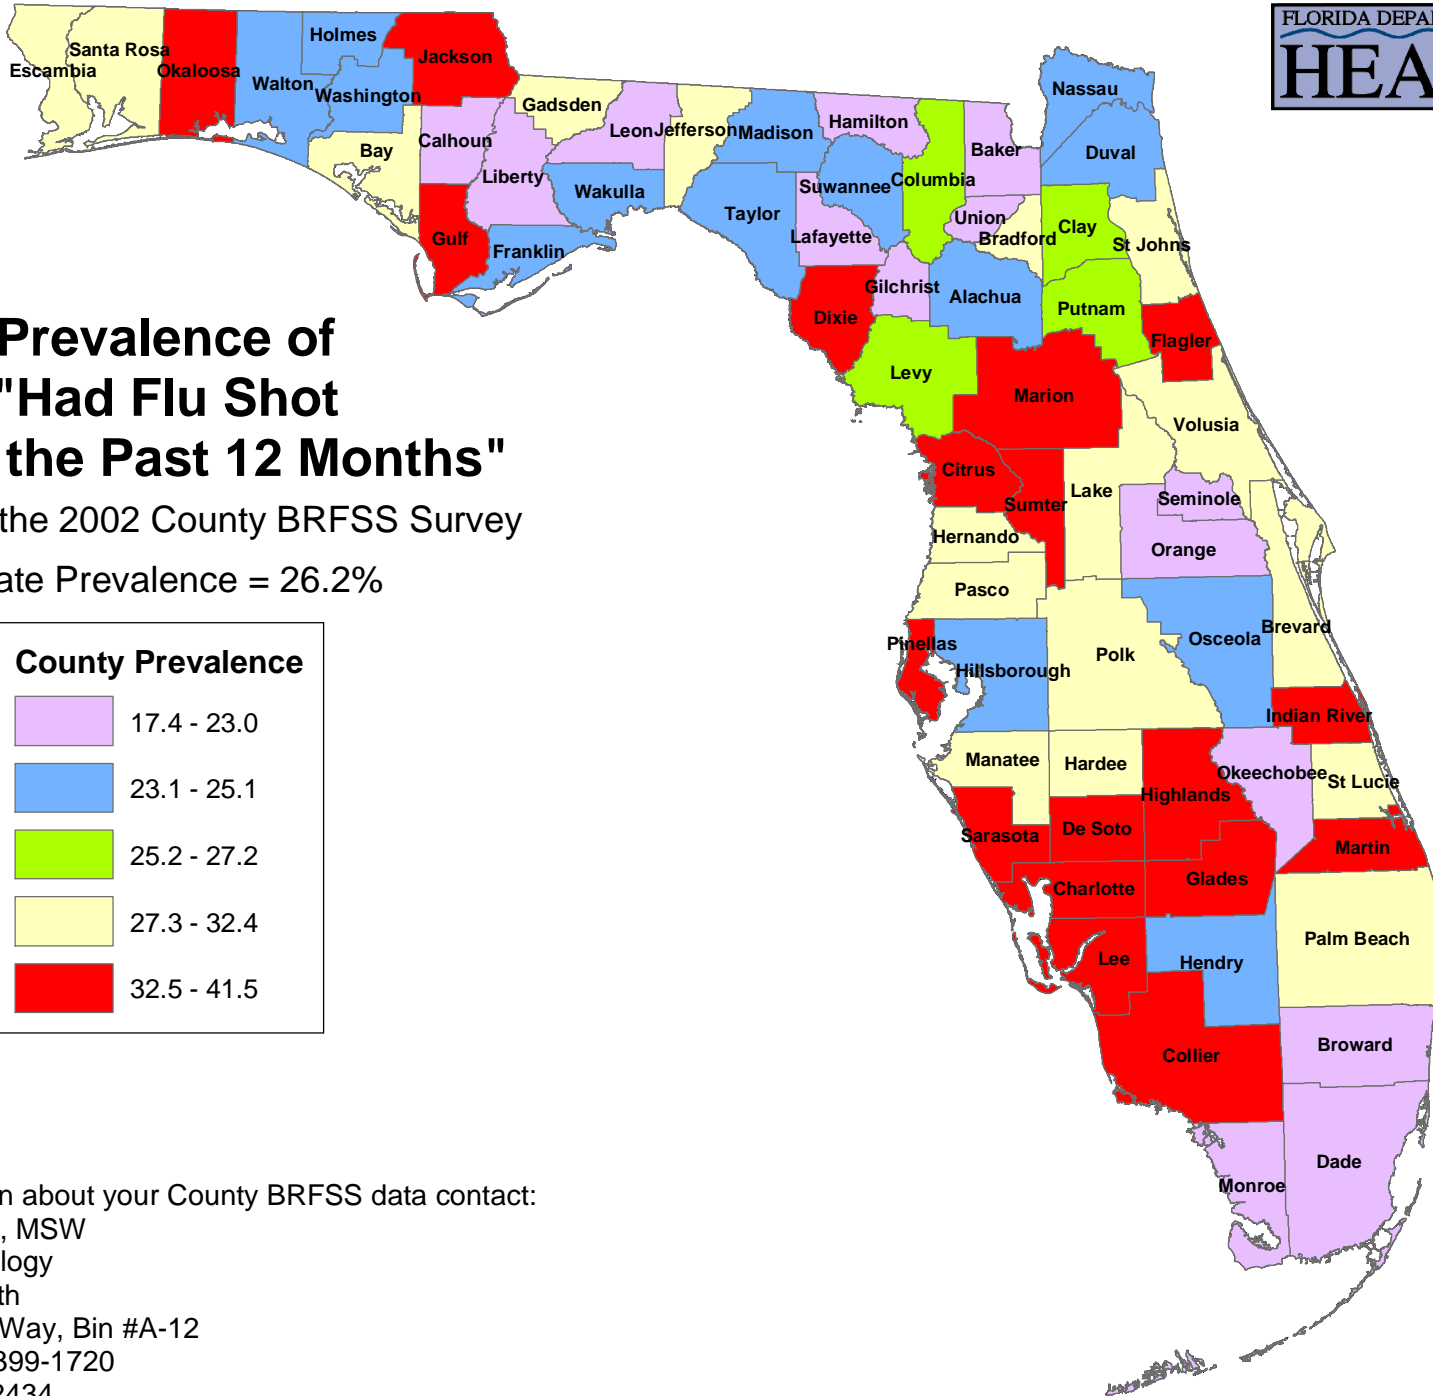 FLORIDA DEPA
HEA
Escambia
Santa Rosa
Okaloosa
Walton
Holmes
Washington
Jackson
Bay
Calhoun
Gulf
Gadsden
Liberty
Franklin
Leon
Wakulla
Jefferson
Madison
Taylor
Hamilton
Suwannee
Lafayette
Columbia
Baker
Union
Bradford
Nassau
Duval
Clay
St Johns
Gilchrist
Dixie
Alachua
Putnam
Flagler
Levy
Marion
Volusia
Citrus
Sumter
Lake
Seminole
Orange
Hernando
Pasco
Pinellas
Hillsborough
Polk
Osceola
Brevard
Indian River
Manatee
Hardee
Highlands
Okeechobee
St Lucie
Sarasota
De Soto
Martin
Charlotte
Glades
Lee
Hendry
Palm Beach
Collier
Broward
Dade
Monroe
Prevalence of
"Had Flu Shot
the Past 12 Months"
the 2002 County BRFSS Survey
ate Prevalence = 26.2%
County Prevalence
17.4 - 23.0
23.1 - 25.1
25.2 - 27.2
27.3 - 32.4
32.5 - 41.5
n about your County BRFSS data contact:
, MSW
logy
th
Way, Bin #A-12
399-1720
2434